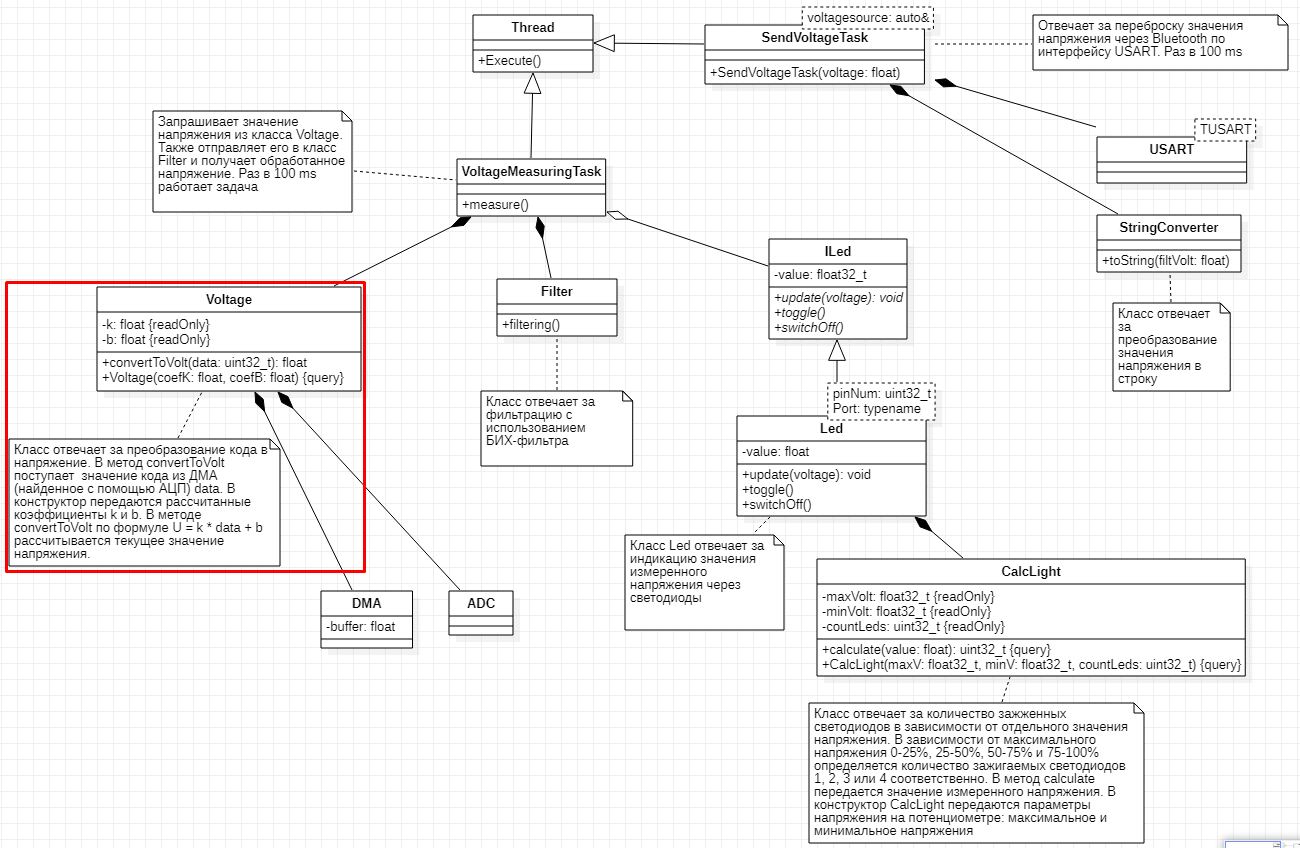 Thread
+Execute()
voltagesource: auto&
SendVoltageTask
+SendVoltageTask(voltage: float)
Отвечает за переброску значения
напряжения через Bluetooth по
интерфейсу USART. Раз в 100 ms
Запрашивает значение
напряжения из класса Voltage.
Также отправляет его в класс
Filter и получает обработанное
напряжение. Раз в 100 ms
работает задача
VoltageMeasuringTask
+measure()
TUSART
USART
StringConverter
+toString(filtVolt: float)
Класс отвечает
за
преобразование
значения
напряжения в
строку
ILed
-value: float32_t
+update(voltage): void
+toggle()
+switchOff()
Filter
+filtering()
Класс отвечает за
фильтрацию с
использованием
БИХ-фильтра
Voltage
-k: float {readOnly}
-b: float {readOnly}
+convertToVolt(data: uint32_t): float
+Voltage(coefK: float, coefB: float) {query}
Класс отвечает за преобразование кода в
напряжение. В метод convertToVolt
поступает  значение кода из ДМА
(найденное с помощью АЦП) data. В
конструктор передаются рассчитанные
коэффициенты k и b. В методе
convertToVolt по формуле U = k * data + b
рассчитывается текущее значение
напряжения.
DMA
-buffer: float
ADC
pinNum: uint32_t
Port: typename
Led
-value: float
+update(voltage): void
+toggle()
+switchOff()
Класс Led отвечает за
индикацию значения
измеренного
напряжения через
светодиоды
CalcLight
-maxVolt: float32_t {readOnly}
-minVolt: float32_t {readOnly}
-countLeds: uint32_t {readOnly}
+calculate(value: float): uint32_t {query}
+CalcLight(maxV: float32_t, minV: float32_t, countLeds: uint32_t) {query}
Класс отвечает за количество зажженных
светодиодов в зависимости от отдельного значения
напряжения. В зависимости от максимального
напряжения 0-25%, 25-50%, 50-75% и 75-100%
определяется количество зажигаемых светодиодов
1, 2, 3 или 4 соответственно. В метод calculate
передается значение измеренного напряжения. В
конструктор CalcLight передаются параметры
напряжения на потенциометре: максимальное и
минимальное напряжения